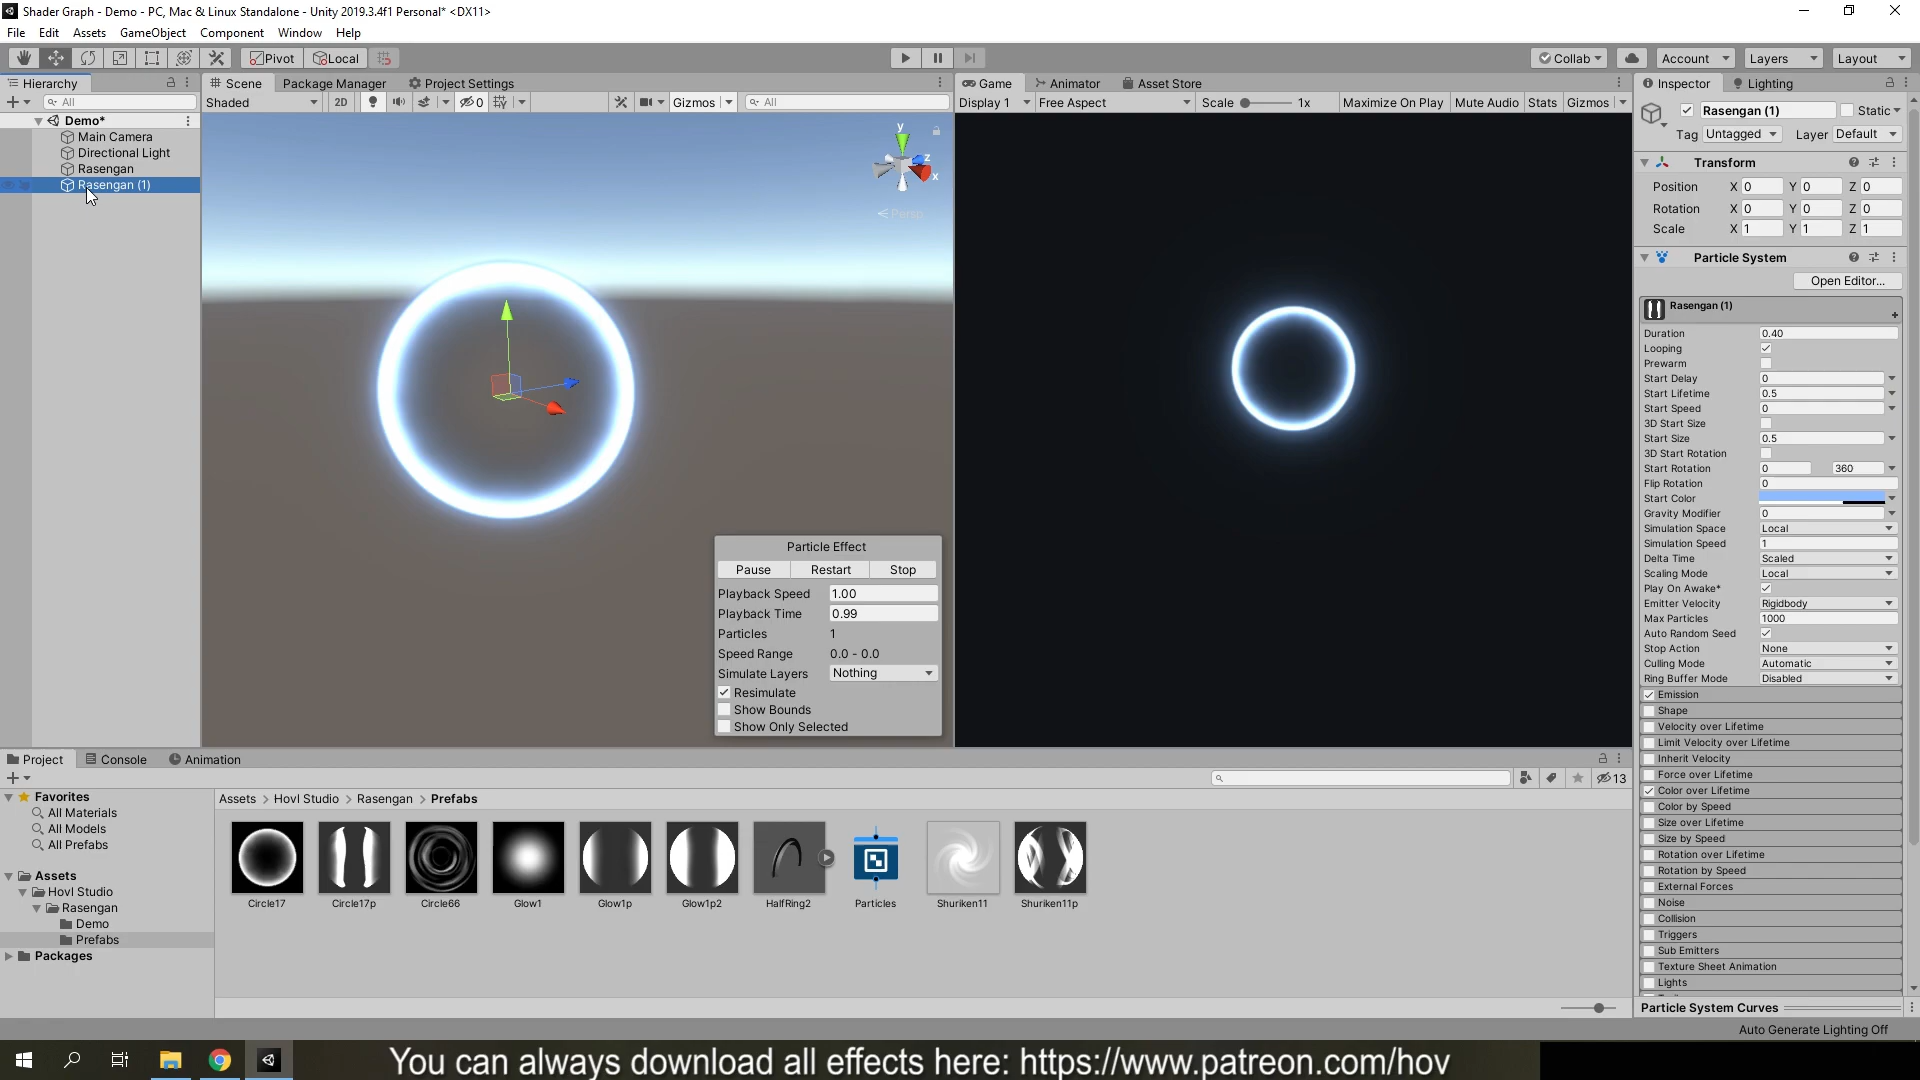 Shader Graph - Demo - PC, Mac & Linux Standalone - Unity 2019.3.4f1 Personal* <DX11>
File Edit Assets GameObject Component Window Help
Pivot Local Collab Account Layers Layout
Hierarchy Scene Package Manager Project Settings Game Animator Asset Store Inspector Lighting
All Shaded 2D 0 Gizmos All Display 1 Free Aspect Scale 1x Maximize On Play Mute Audio Stats Gizmos
Rasengan (1) Static
Tag Untagged Layer Default
Demo*
Main Camera
Directional Light
Rasengan
Rasengan (1)
y
z
x
< Persp
Particle Effect
Pause Restart Stop
Playback Speed 1.00
Playback Time 0.99
Particles 1
Speed Range 0.0 - 0.0
Simulate Layers Nothing
Resimulate
Show Bounds
Show Only Selected
Transform
Position X 0 Y 0 Z 0
Rotation X 0 Y 0 Z 0
Scale X 1 Y 1 Z 1
Particle System
Open Editor...
Rasengan (1)
Duration 0.40
Looping
Prewarm
Start Delay 0
Start Lifetime 0.5
Start Speed 0
3D Start Size
Start Size 0.5
3D Start Rotation
Start Rotation 0 360
Flip Rotation 0
Start Color
Gravity Modifier 0
Simulation Space Local
Simulation Speed 1
Delta Time Scaled
Scaling Mode Local
Play On Awake*
Emitter Velocity Rigidbody
Max Particles 1000
Auto Random Seed
Stop Action None
Culling Mode Automatic
Ring Buffer Mode Disabled
Emission
Shape
Velocity over Lifetime
Limit Velocity over Lifetime
Inherit Velocity
Force over Lifetime
Color over Lifetime
Color by Speed
Size over Lifetime
Size by Speed
Rotation over Lifetime
Rotation by Speed
External Forces
Noise
Collision
Triggers
Sub Emitters
Texture Sheet Animation
Lights
Particle System Curves
Project Console Animation
13
Favorites
All Materials
All Models
All Prefabs
Assets
Hovl Studio
Rasengan
Demo
Prefabs
Packages
Assets > Hovl Studio > Rasengan > Prefabs
Circle17 Circle17p Circle66 Glow1 Glow1p Glow1p2 HalfRing2 Particles Shuriken11 Shuriken11p
Auto Generate Lighting Off
You can always download all effects here: https://www.patreon.com/hov